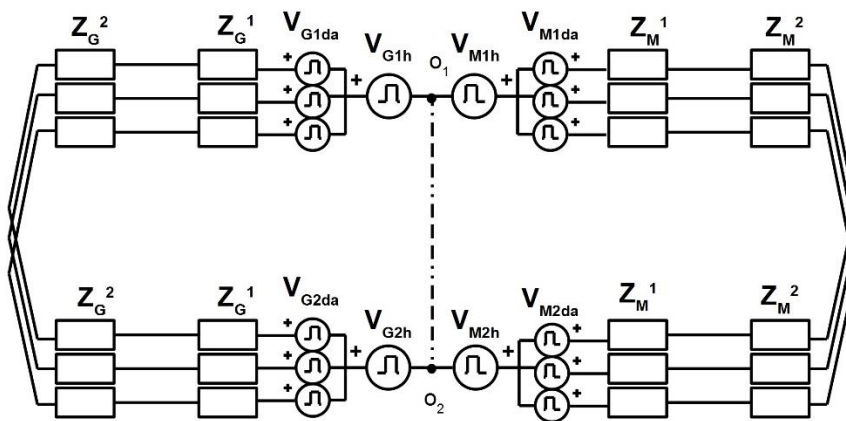 Z_G^2 Z_G^1 V_G1da V_G1h O_1 V_M1h V_M1da Z_M^1 Z_M^2
+ + + + + + + +
Z_G^2 Z_G^1 V_G2da V_G2h V_M2h V_M2da Z_M^1 Z_M^2
+ + + + + + + +
O_2